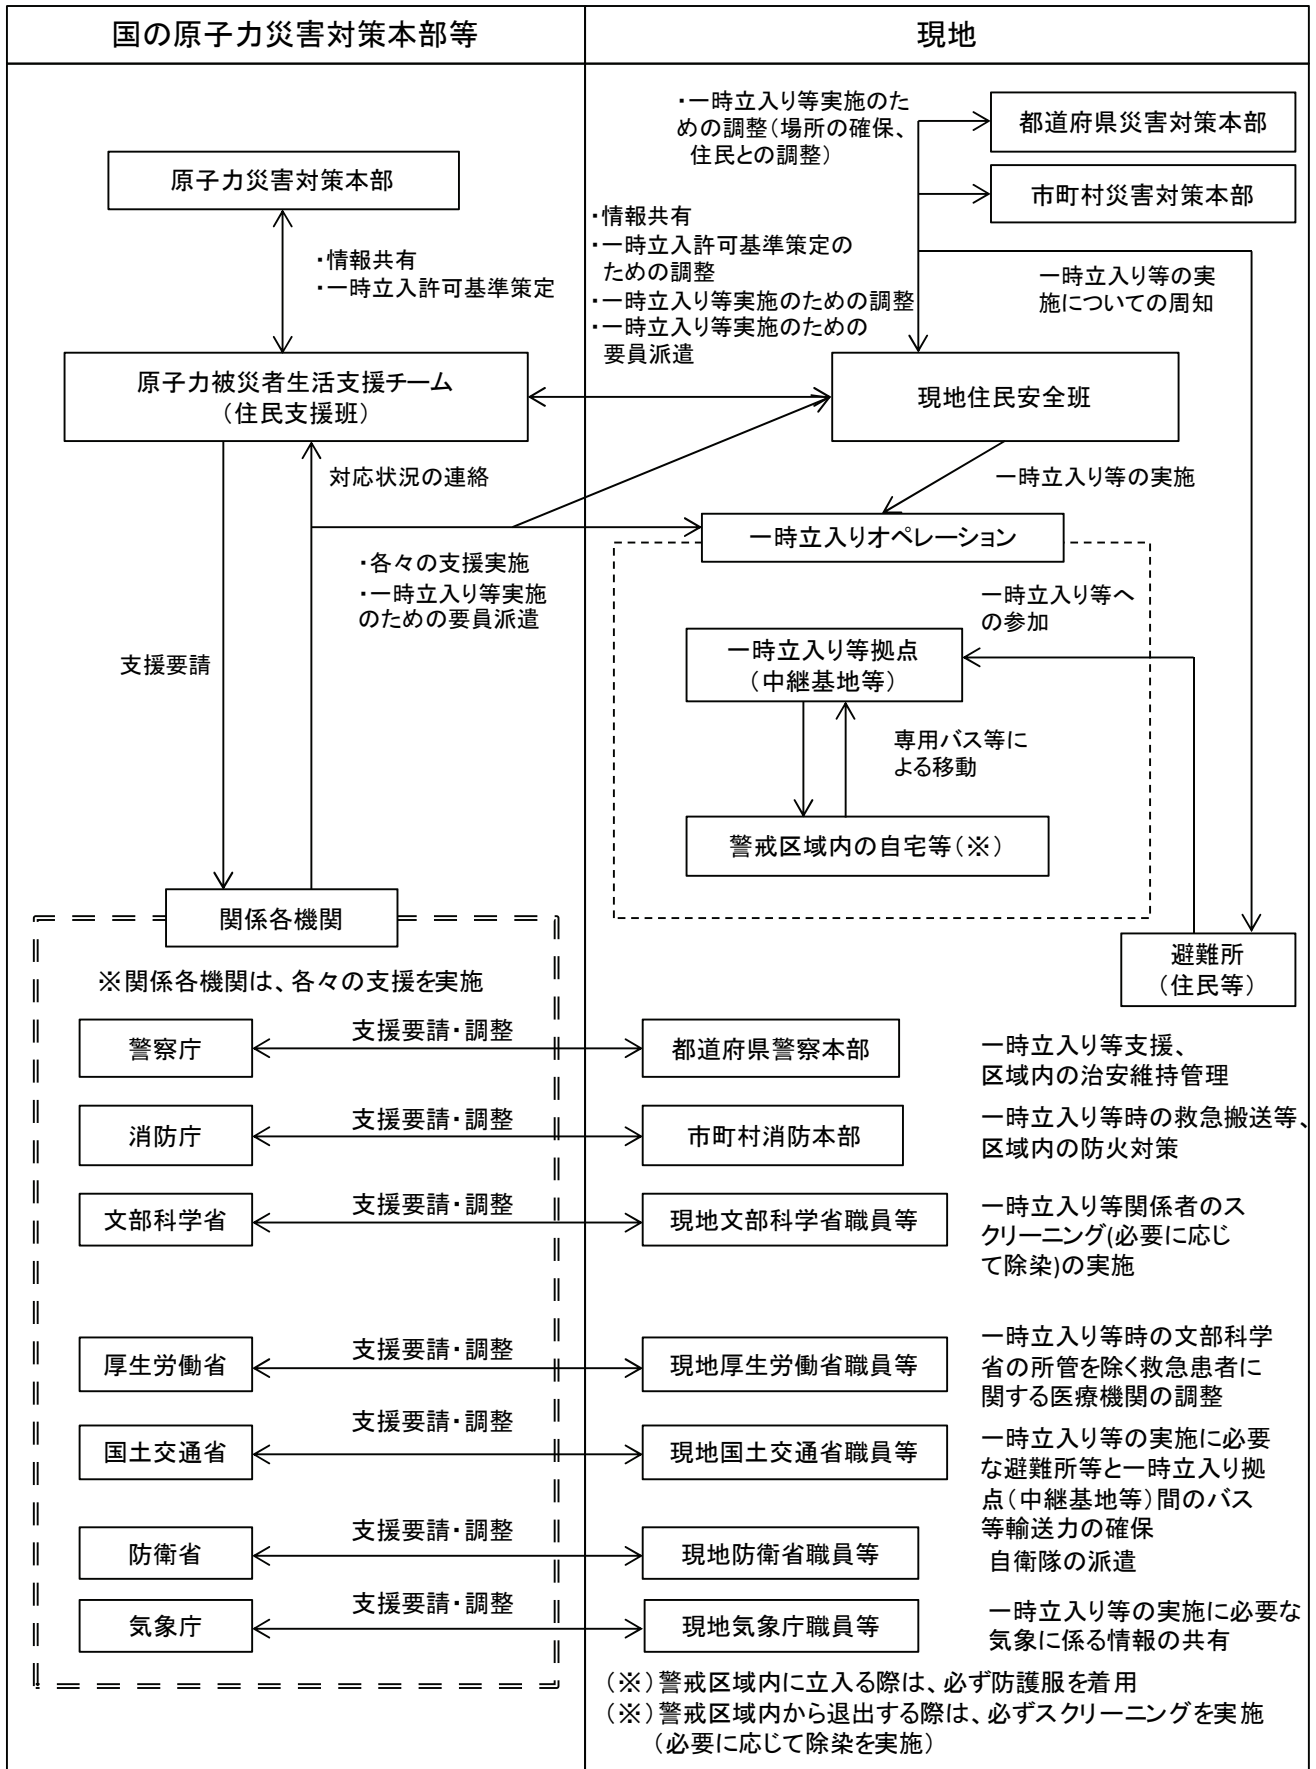 国の原子力災害対策本部等
現地
原子力災害対策本部
・情報共有
・一時立入許可基準策定
原子力被災者生活支援チーム
（住民支援班）
対応状況の連絡
・各々の支援実施
・一時立入り等実施
のための要員派遣
支援要請
関係各機関
※関係各機関は、各々の支援を実施
・一時立入り等実施のた
めの調整（場所の確保、
住民との調整）
都道府県災害対策本部
市町村災害対策本部
・情報共有
・一時立入許可基準策定の
ための調整
・一時立入り等実施のための調整
・一時立入り等実施のための
要員派遣
一時立入り等の実
施についての周知
現地住民安全班
一時立入り等の実施
一時立入りオペレーション
一時立入り等へ
の参加
一時立入り等拠点
（中継基地等）
専用バス等に
よる移動
警戒区域内の自宅等（※）
避難所
（住民等）
警察庁
支援要請・調整
都道府県警察本部
一時立入り等支援、
区域内の治安維持管理
消防庁
支援要請・調整
市町村消防本部
一時立入り等時の救急搬送等、
区域内の防火対策
文部科学省
支援要請・調整
現地文部科学省職員等
一時立入り等関係者のス
クリーニング(必要に応じ
て除染)の実施
厚生労働省
支援要請・調整
現地厚生労働省職員等
一時立入り等時の文部科学
省の所管を除く救急患者に
関する医療機関の調整
国土交通省
支援要請・調整
現地国土交通省職員等
一時立入り等の実施に必要
な避難所等と一時立入り拠
点（中継基地等）間のバス
等輸送力の確保
防衛省
支援要請・調整
現地防衛省職員等
自衛隊の派遣
気象庁
支援要請・調整
現地気象庁職員等
一時立入り等の実施に必要な
気象に係る情報の共有
（※）警戒区域内に立入る際は、必ず防護服を着用
（※）警戒区域内から退出する際は、必ずスクリーニングを実施
（必要に応じて除染を実施）